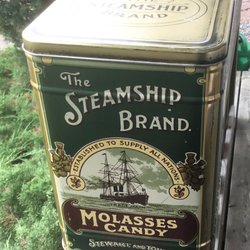 STEAMSHIP
BRAND
The
STEAMSHIP
BRAND.
ESTABLISHED TO SUPPLY ALL NATIONS
MOLASSES
CANDY